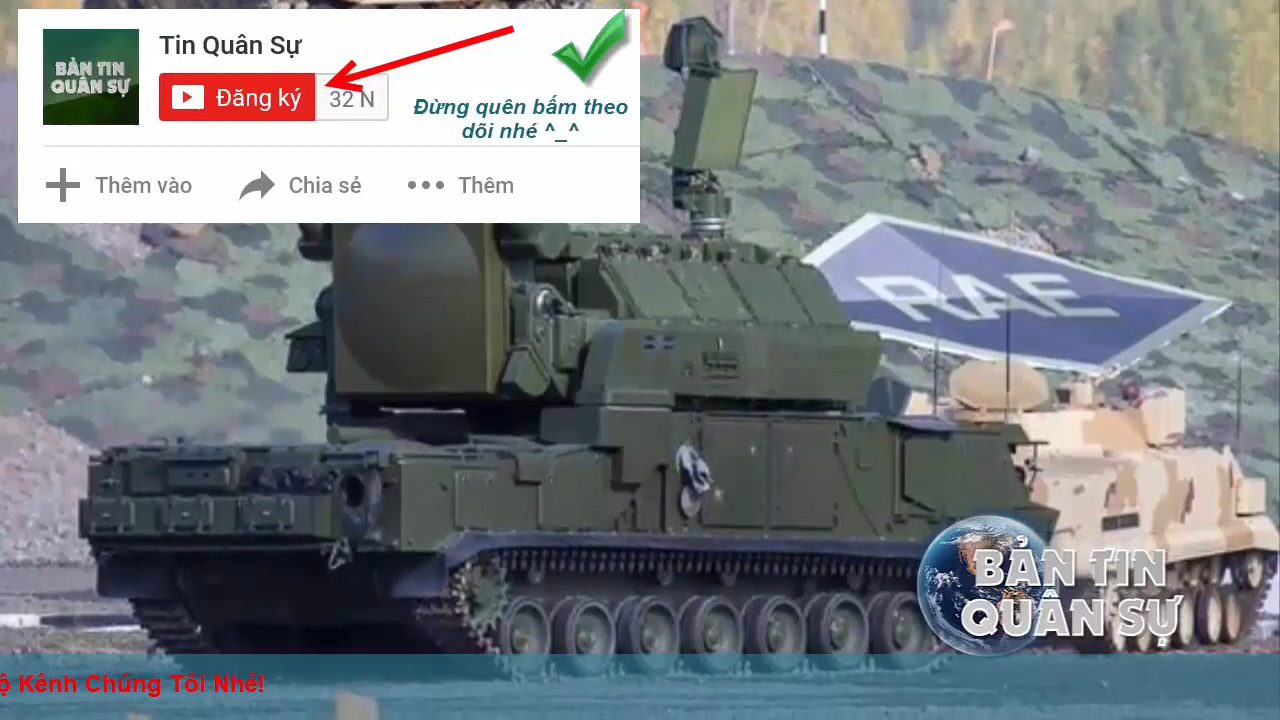 Tin Quân Sự
BẢN TIN
QUÂN SỰ
Đăng ký
32 N
Đừng quên bấm theo
dõi nhé ^_^
Thêm vào
Chia sẻ
Thêm
RAE
BẢN TIN
QUÂN SỰ
Kênh Chúng Tôi Nhé!